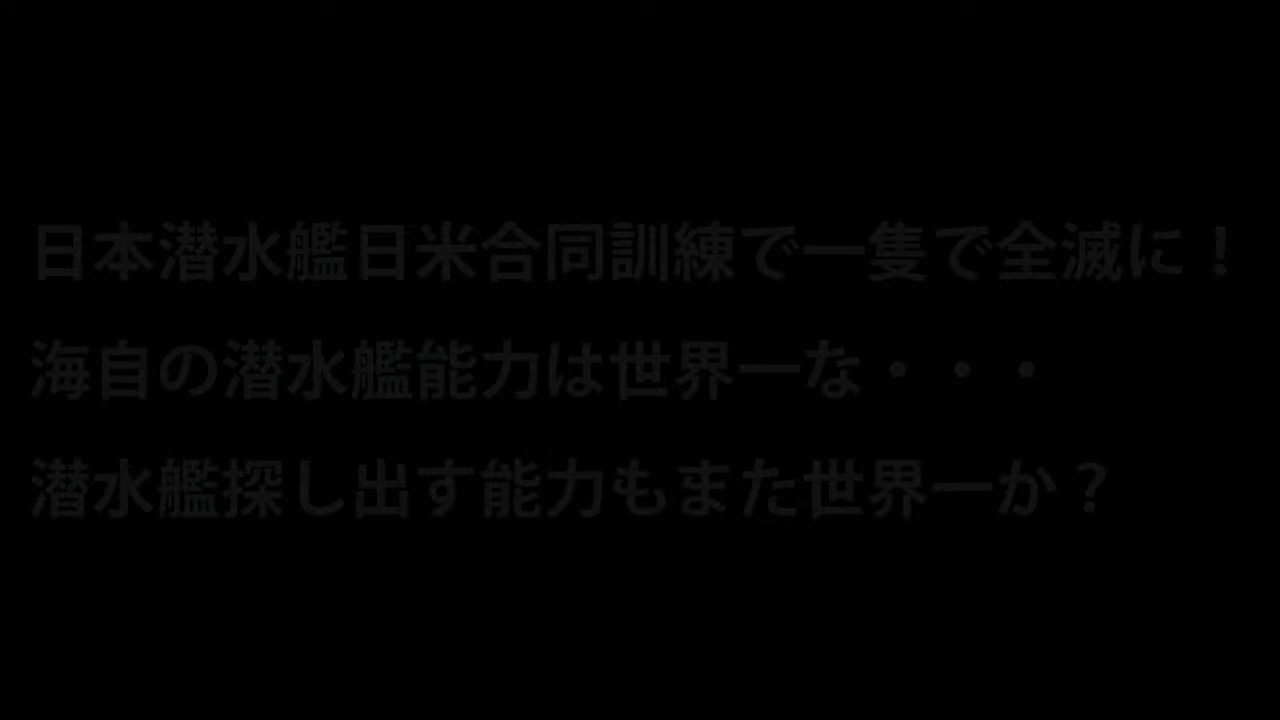 日本潜水艦日米合同訓練で一隻で全滅に！
海自の潜水艦能力は世界一な・・・
潜水艦探し出す能力もまた世界一か？